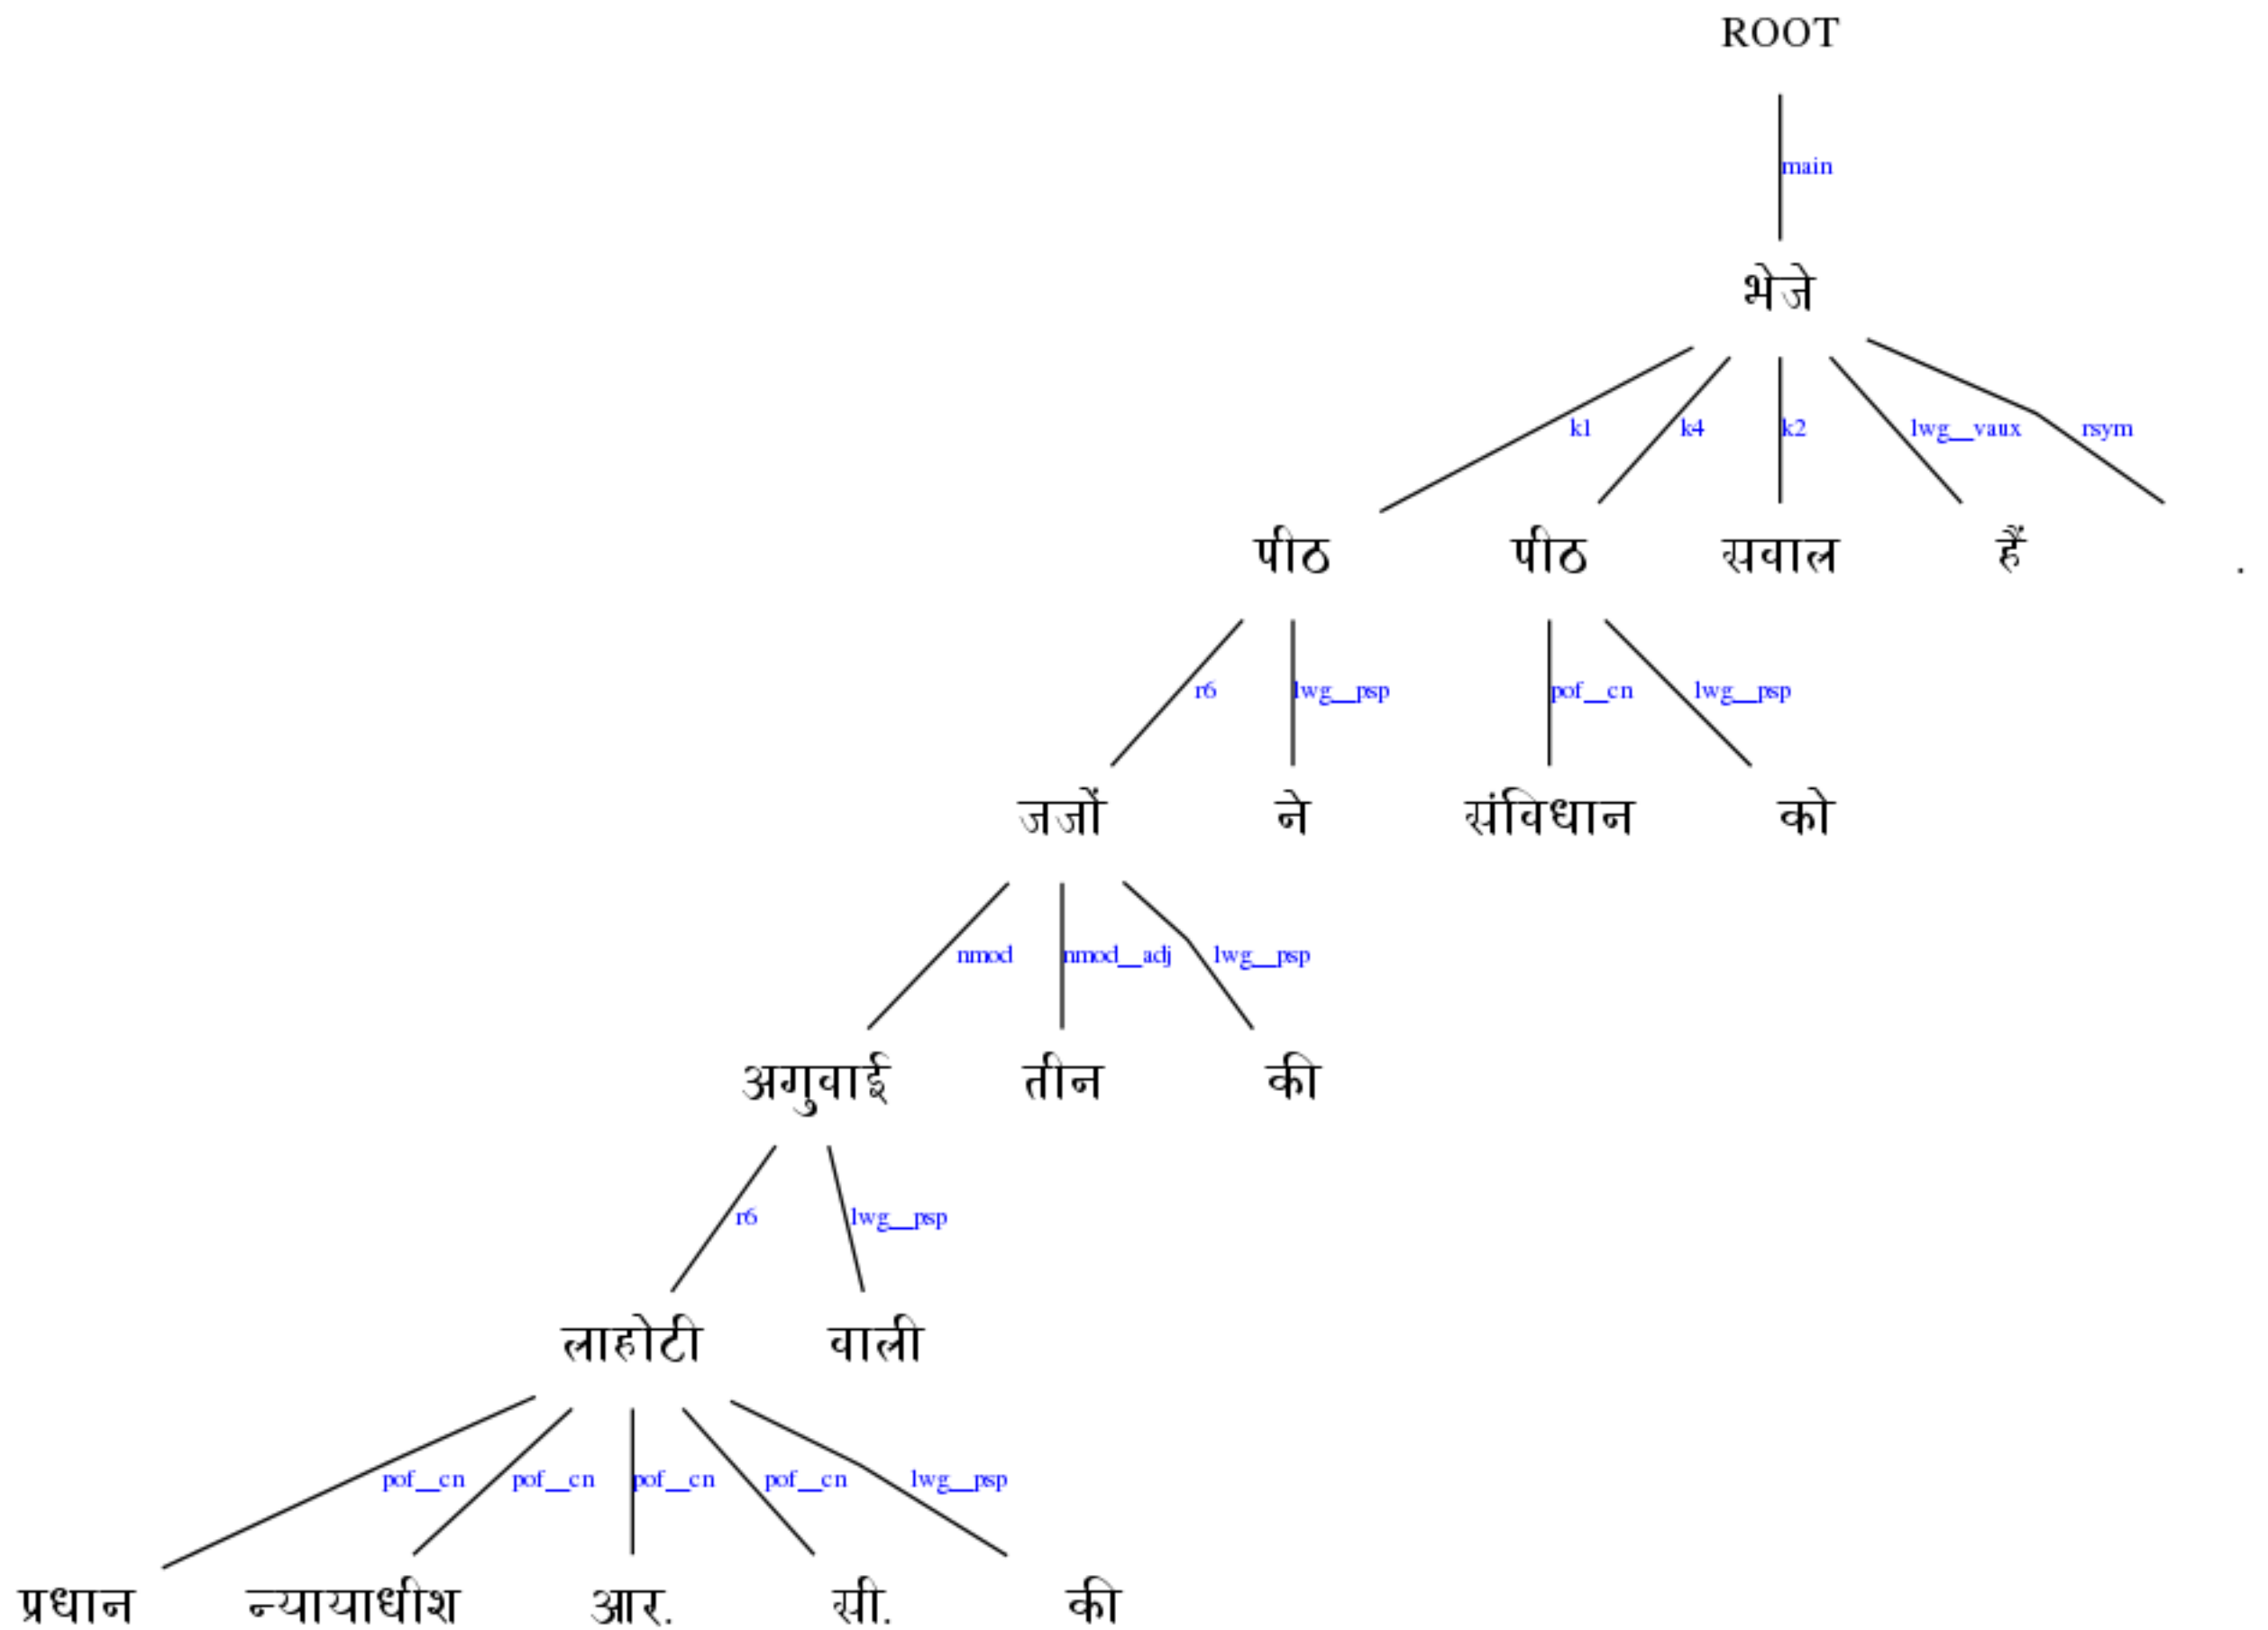 ROOT
main
भेजे
k1 k4 k2 lwg__vaux rsym
पीठ पीठ सवाल हैं .
r6 lwg__psp pof__cn lwg__psp
जजों ने संविधान को
nmod nmod__adj lwg__psp
अगुवाई तीन की
r6 lwg__psp
लाहोटी वाली
pof__cn pof__cn pof__cn pof__cn lwg__psp
प्रधान न्यायाधीश आर. सी. की